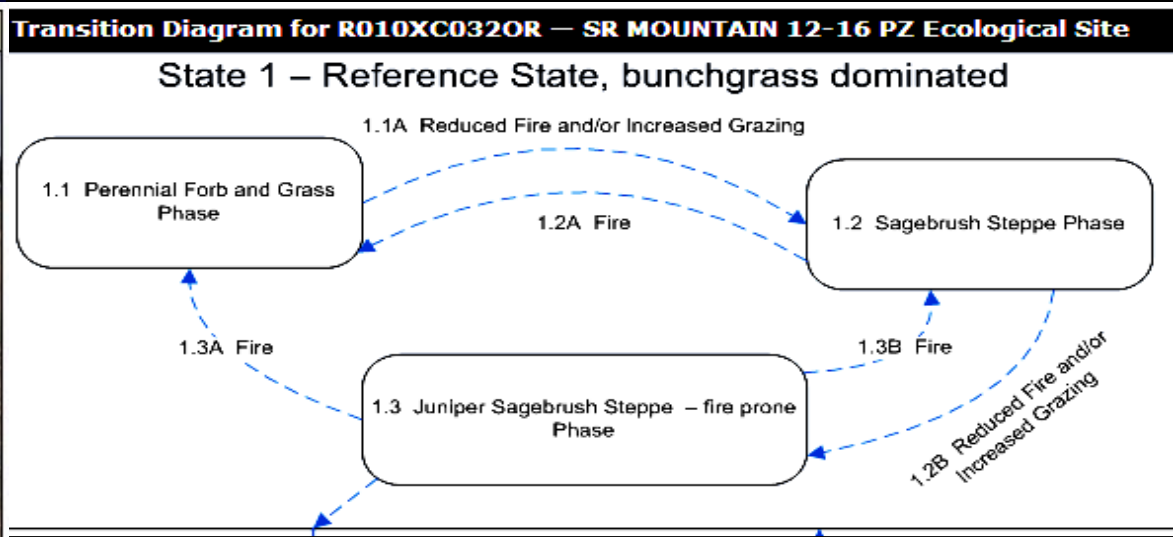 Transition Diagram for R010XC032OR — SR MOUNTAIN 12-16 PZ Ecological Site
State 1 – Reference State, bunchgrass dominated
1.1A Reduced Fire and/or Increased Grazing
1.1 Perennial Forb and Grass
Phase
1.2A Fire
1.2 Sagebrush Steppe Phase
1.3A Fire
1.3B Fire
1.2B Reduced Fire and/or
Increased Grazing
1.3 Juniper Sagebrush Steppe – fire prone
Phase